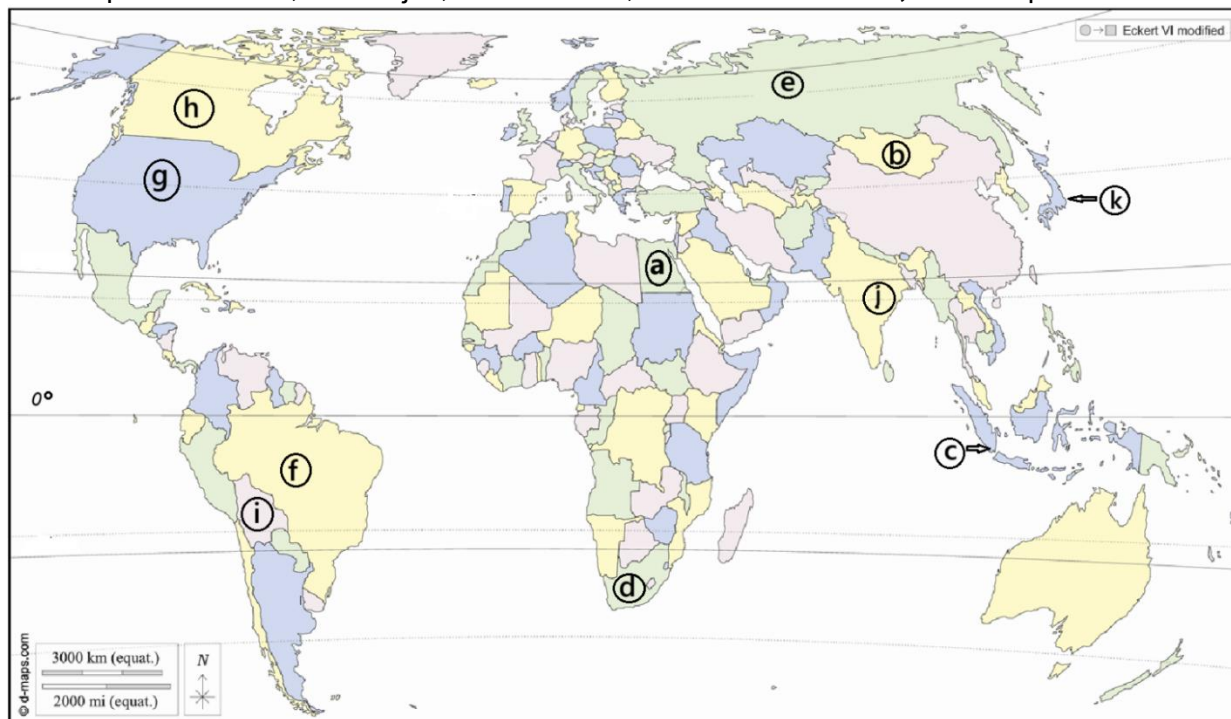 Eckert VI modified
e
h
b
g
k
a
j
0°
c
f
i
d
3000 km (equat.)
2000 mi (equat.)
N
© d-maps.com